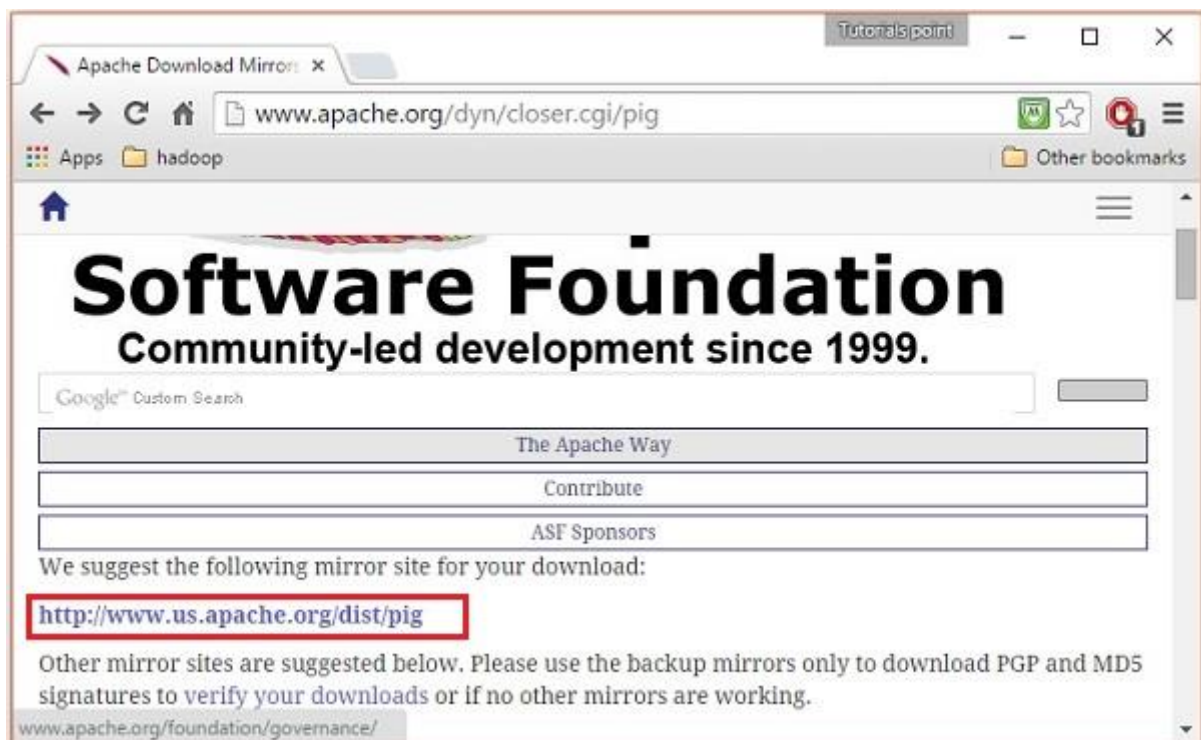 Tutorials point
Apache Download Mirrors
www.apache.org/dyn/closer.cgi/pig
1
Apps hadoop Other bookmarks
Software Foundation
Community-led development since 1999.
Google™ Custom Search
The Apache Way
Contribute
ASF Sponsors
We suggest the following mirror site for your download:
http://www.us.apache.org/dist/pig
Other mirror sites are suggested below. Please use the backup mirrors only to download PGP and MD5
signatures to verify your downloads or if no other mirrors are working.
www.apache.org/foundation/governance/